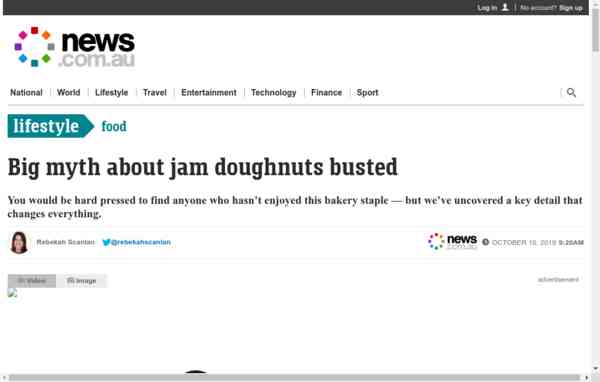 Log in No account? Sign up
news
.com.au
National World Lifestyle Travel Entertainment Technology Finance Sport
lifestyle food
Big myth about jam doughnuts busted
You would be hard pressed to find anyone who hasn't enjoyed this bakery staple — but we've uncovered a key detail that
changes everything.
Rebekah Scanlan @rebekahscanlan news .com.au OCTOBER 10, 2019 9:20AM
Video Image advertisement